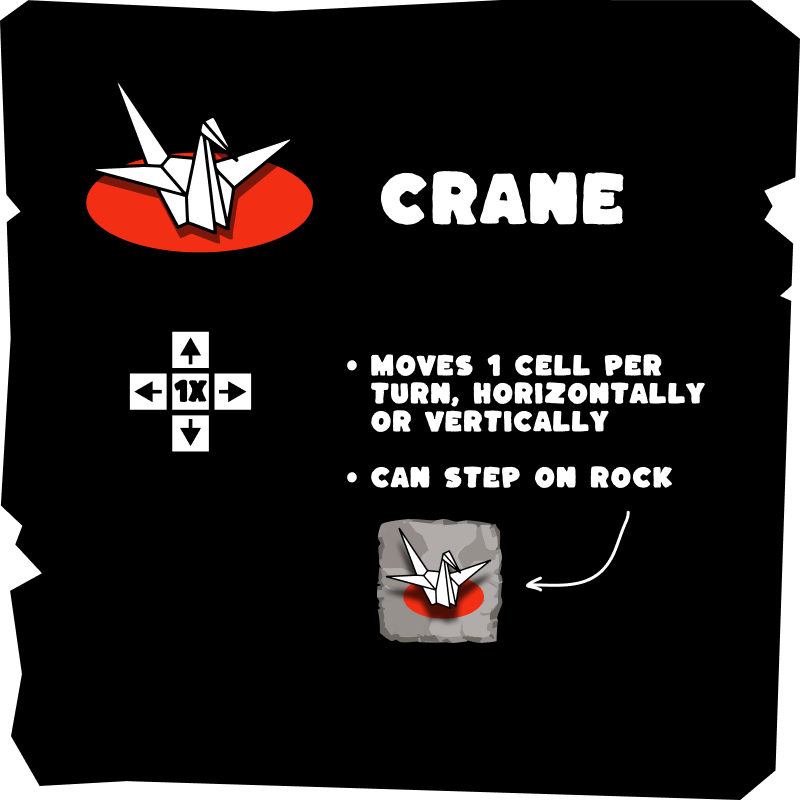 CRANE
1X
• MOVES 1 CELL PER
TURN, HORIZONTALLY
OR VERTICALLY
• CAN STEP ON ROCK